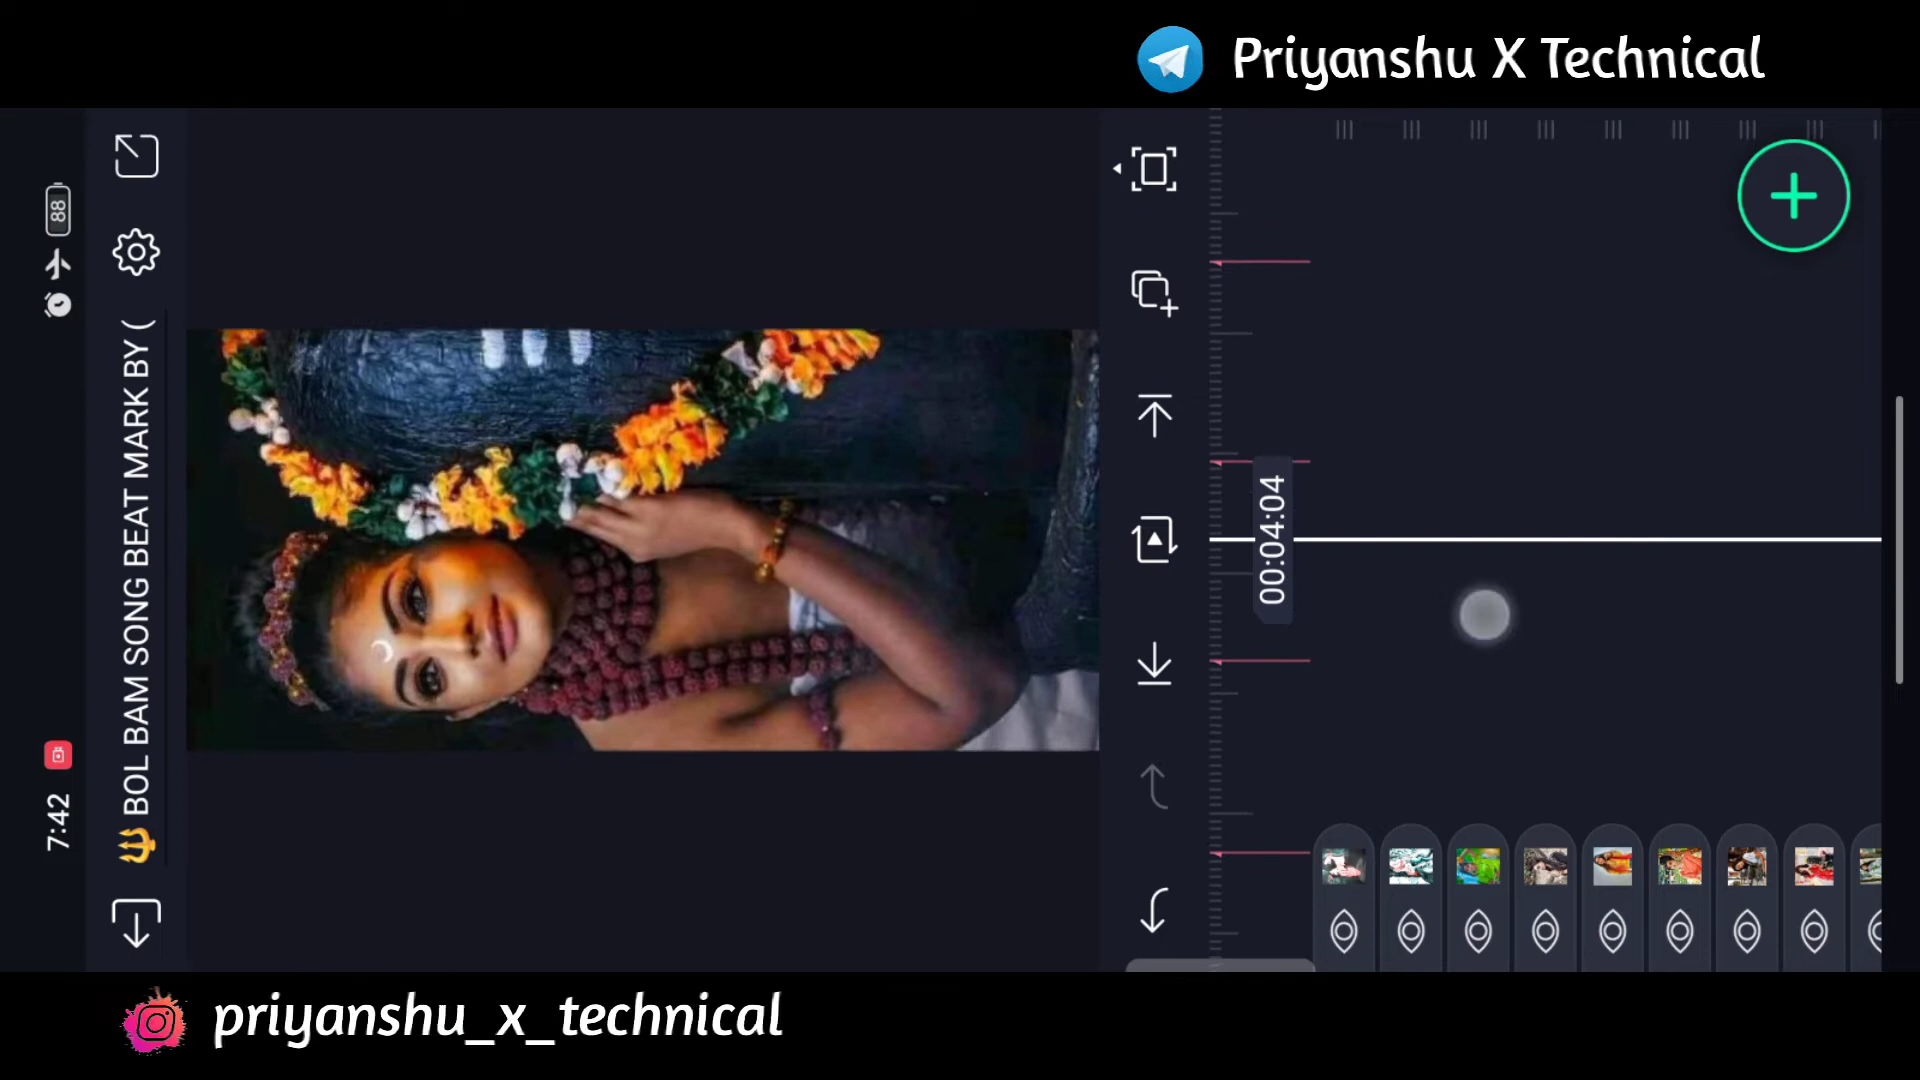 Priyanshu X Technical
88
7:42
🔱 BOL BAM SONG BEAT MARK BY (
00:04:04
priyanshu_x_technical